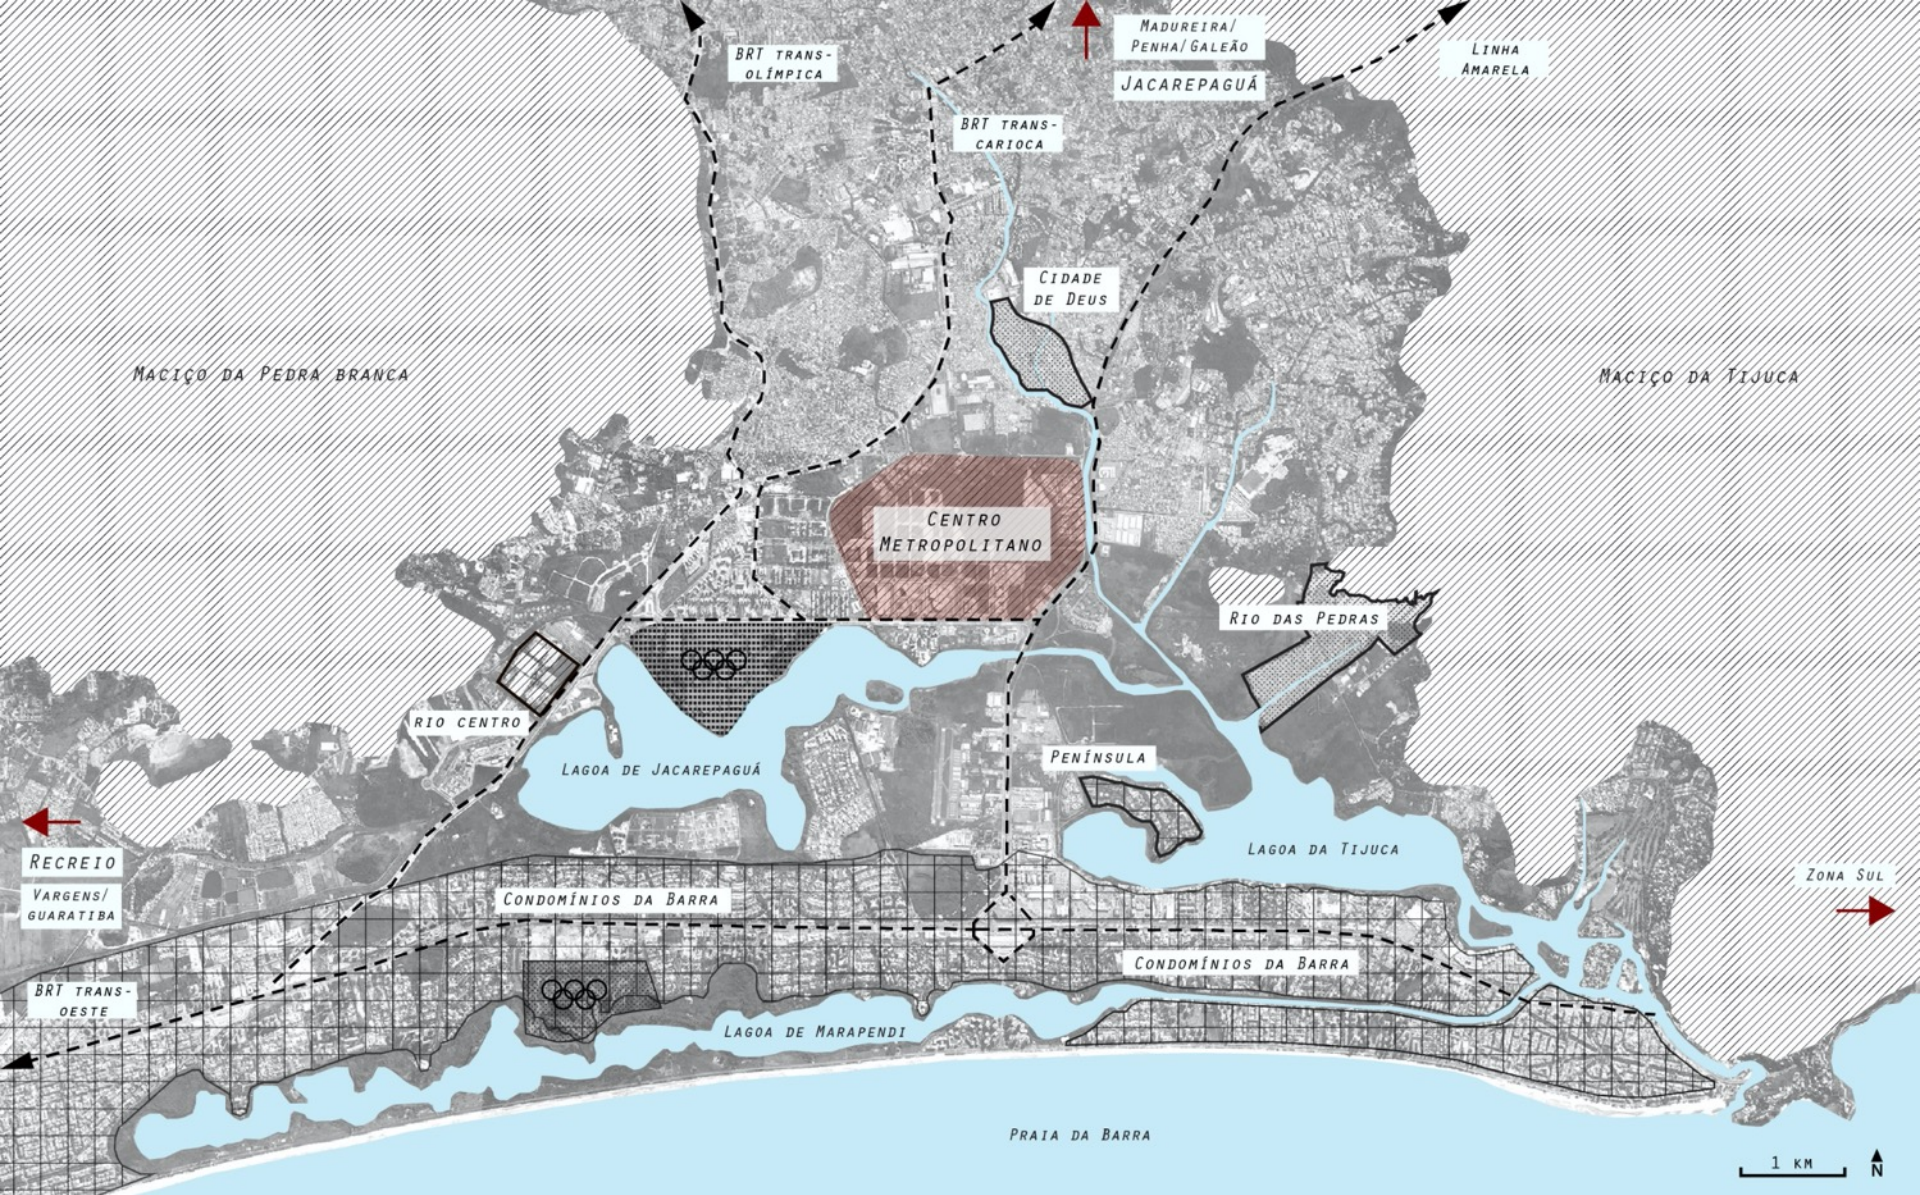 BRT TRANS-
OLÍMPICA
MADUREIRA/
PENHA/GALEÃO
JACAREPAGUÁ
LINHA
AMARELA
BRT TRANS-
CARIOCA
CIDADE
DE DEUS
MACIÇO DA PEDRA BRANCA
MACIÇO DA TIJUCA
CENTRO
METROPOLITANO
RIO DAS PEDRAS
RIO CENTRO
PENÍNSULA
LAGOA DE JACAREPAGUÁ
LAGOA DA TIJUCA
RECREIO
VARGENS/
GUARATIBA
ZONA SUL
CONDOMÍNIOS DA BARRA
CONDOMÍNIOS DA BARRA
BRT TRANS-
OESTE
LAGOA DE MARAPENDI
PRAIA DA BARRA
1 KM
N